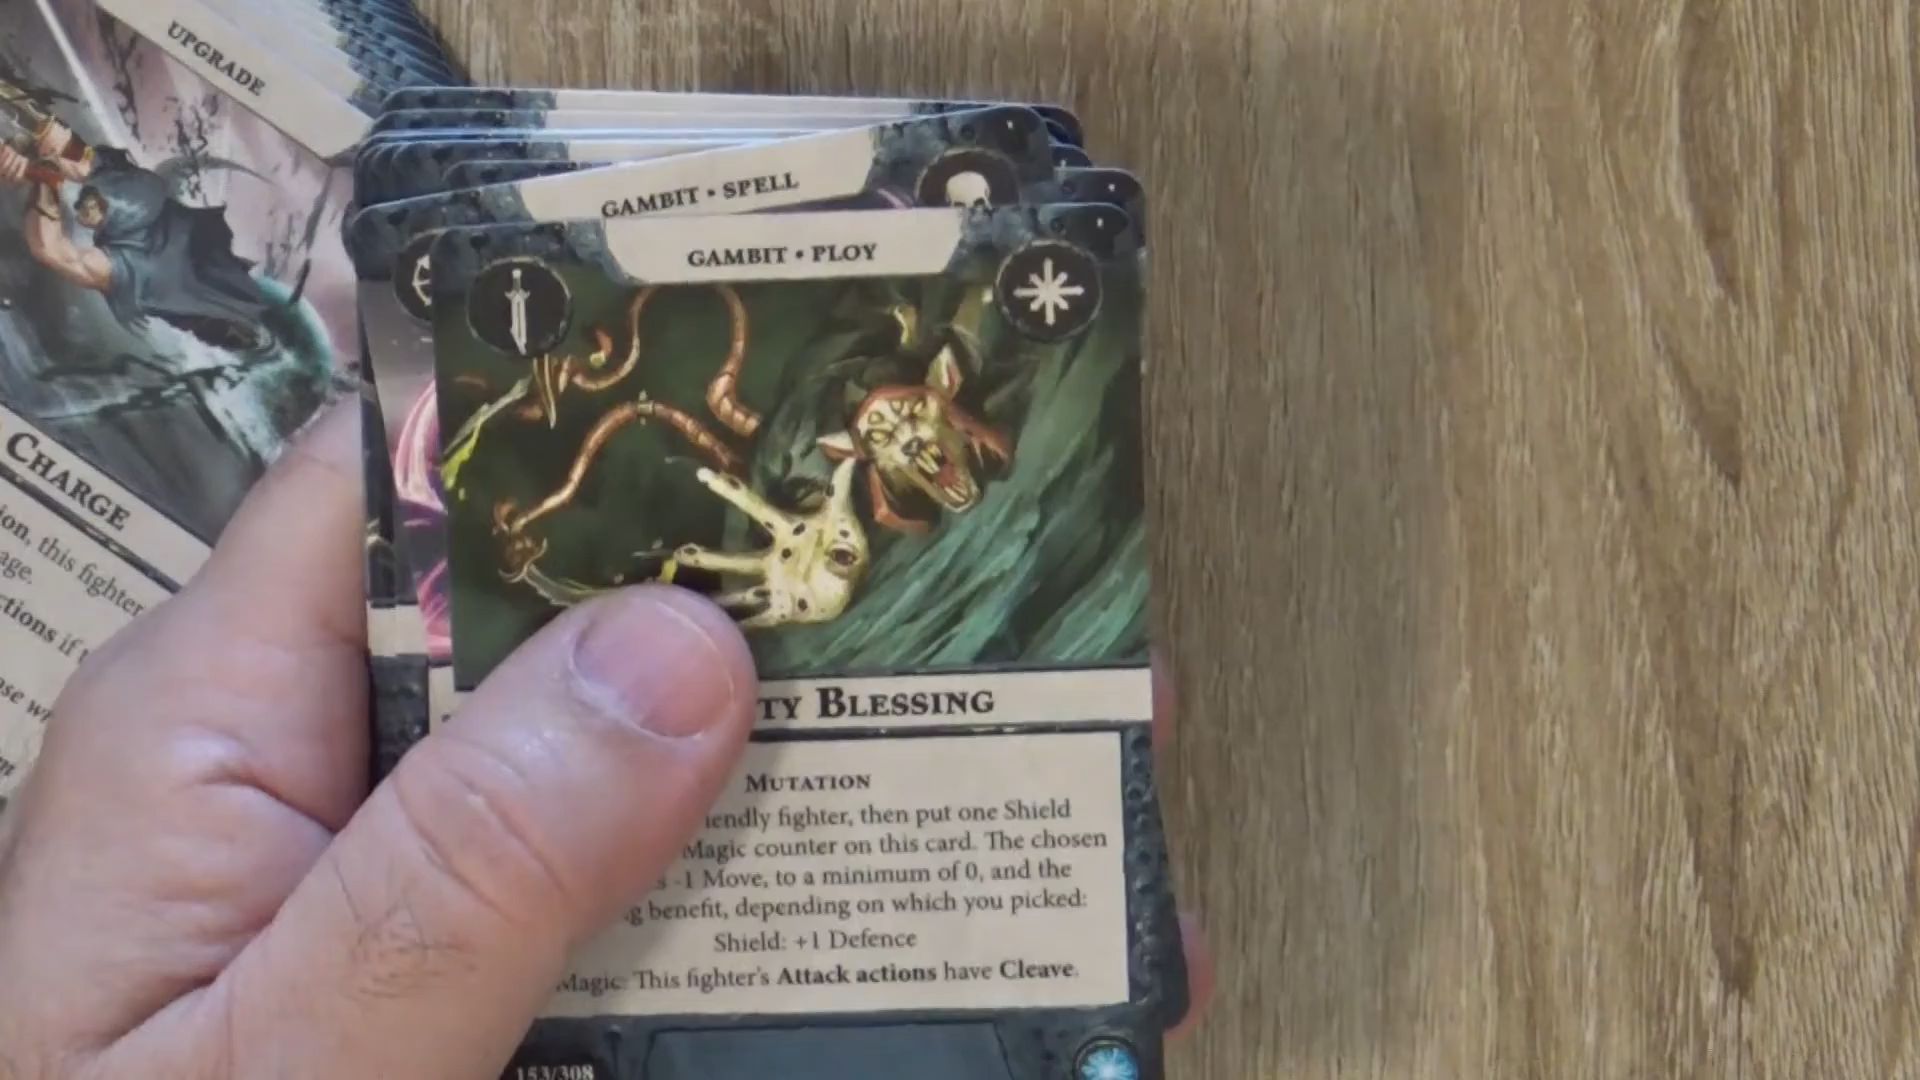 UPGRADE
CHARGE
ion, this fighter
age.
ctions if
GAMBIT • SPELL
GAMBIT • PLOY
TY BLESSING
MUTATION
iendly fighter, then put one Shield
Magic counter on this card. The chosen
-1 Move, to a minimum of 0, and the
g benefit, depending on which you picked:
Shield: +1 Defence
Magic: This fighter's Attack actions have Cleave.
153/308